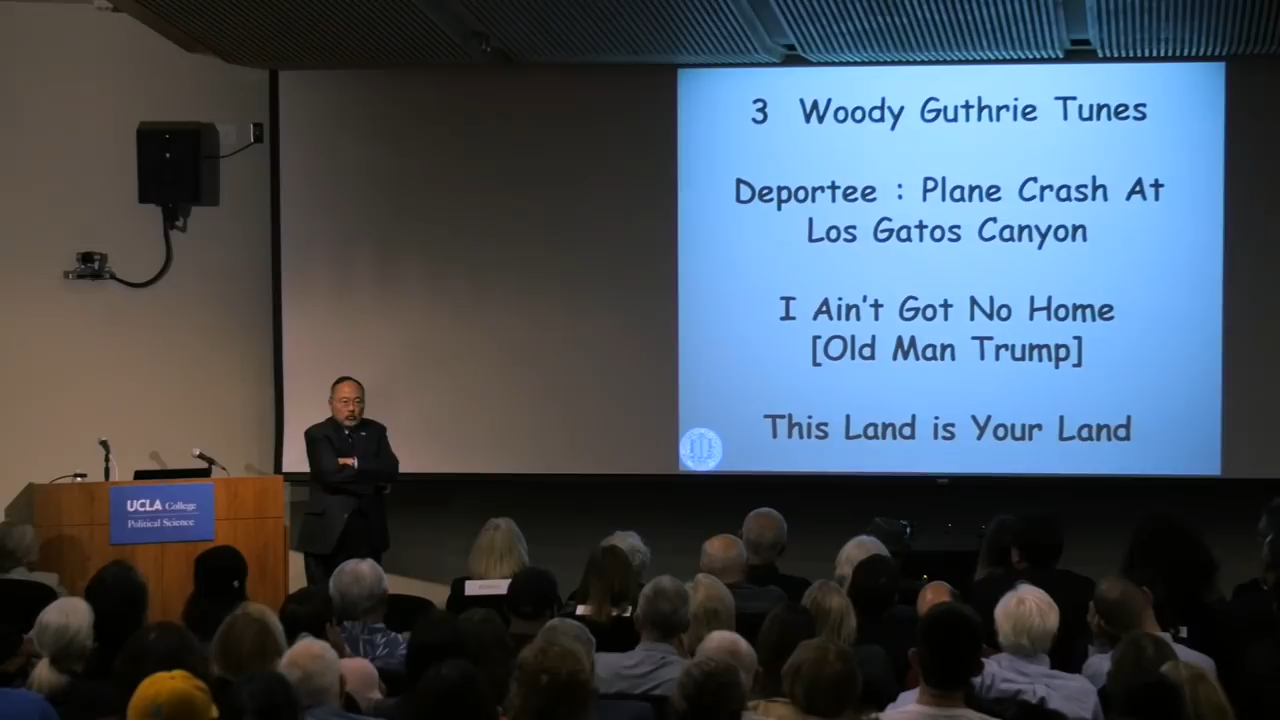 3 Woody Guthrie Tunes
Deportee : Plane Crash At
Los Gatos Canyon
I Ain't Got No Home
[Old Man Trump]
This Land is Your Land
UCLA College
Political Science